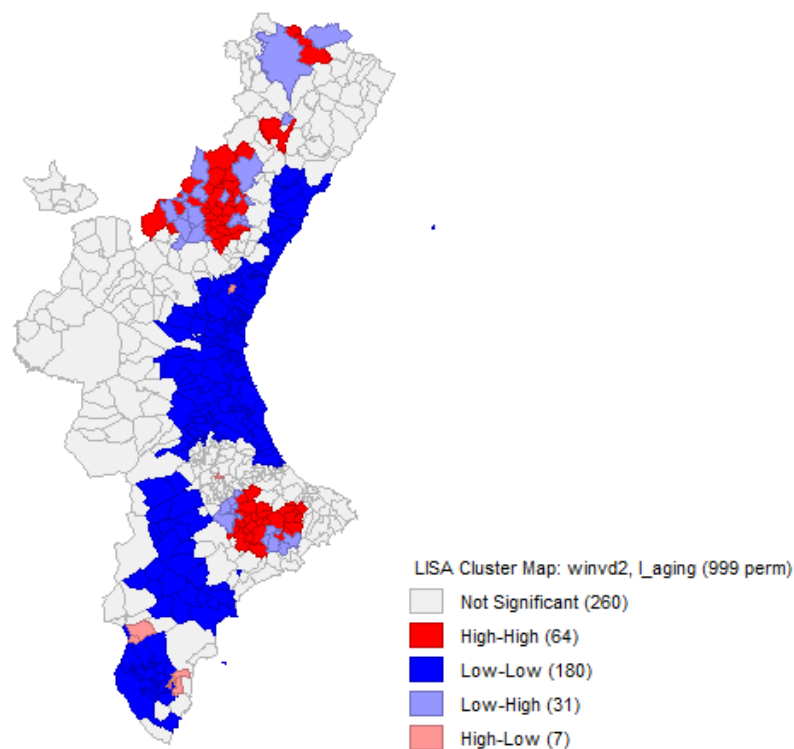 LISA Cluster Map: winvd2, I_aging (999 perm)
Not Significant (260)
High-High (64)
Low-Low (180)
Low-High (31)
High-Low (7)